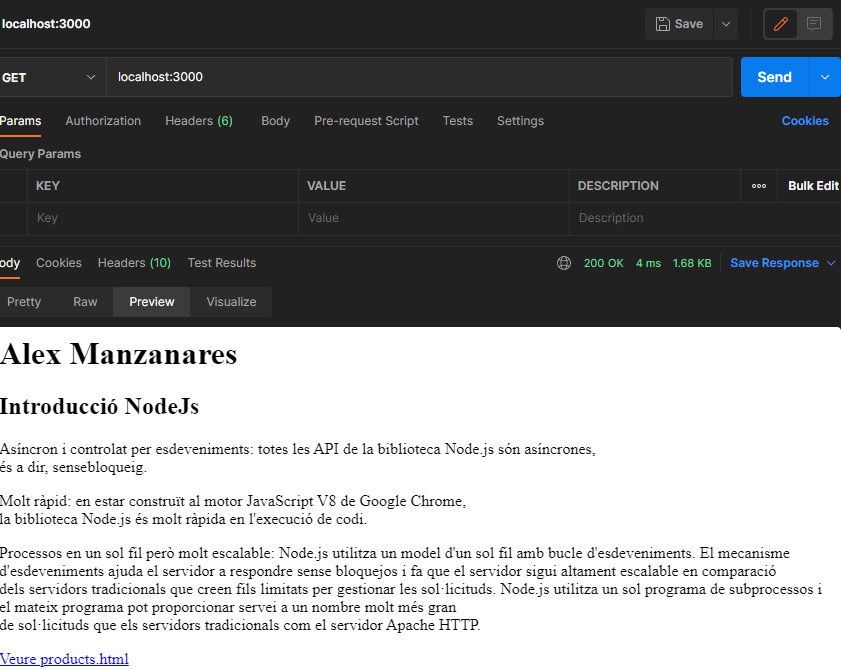 localhost:3000
Save
GET
localhost:3000
Send
Params Authorization Headers (6) Body Pre-request Script Tests Settings Cookies
Query Params
KEY VALUE DESCRIPTION Bulk Edit
Key Value Description
ody Cookies Headers (10) Test Results 200 OK 4 ms 1.68 KB Save Response
Pretty Raw Preview Visualize
Alex Manzanares
Introducció NodeJs
Asíncron i controlat per esdeveniments: totes les API de la biblioteca Node.js són asíncrones,
és a dir, sensebloqueig.
Molt ràpid: en estar construït al motor JavaScript V8 de Google Chrome,
la biblioteca Node.js és molt ràpida en l'execució de codi.
Processos en un sol fil però molt escalable: Node.js utilitza un model d'un sol fil amb bucle d'esdeveniments. El mecanisme
d'esdeveniments ajuda el servidor a respondre sense bloquejos i fa que el servidor sigui altament escalable en comparació
dels servidors tradicionals que creen fils limitats per gestionar les sol·licituds. Node.js utilitza un sol programa de subprocessos i
el mateix programa pot proporcionar servei a un nombre molt més gran
de sol·licituds que els servidors tradicionals com el servidor Apache HTTP.
Veure products.html